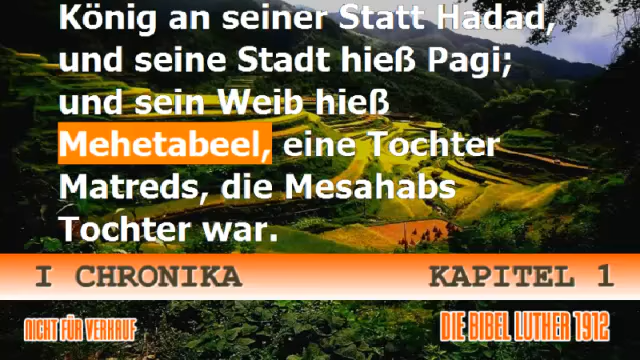 König an seiner Statt Hadad,
und seine Stadt hieß Pagi;
und sein Weib hieß
Mehetabeel, eine Tochter
Matreds, die Mesahabs
Tochter war.
I CHRONIKA KAPITEL 1
NICHT FÜR VERKAUF DIE BIBEL LUTHER 1912